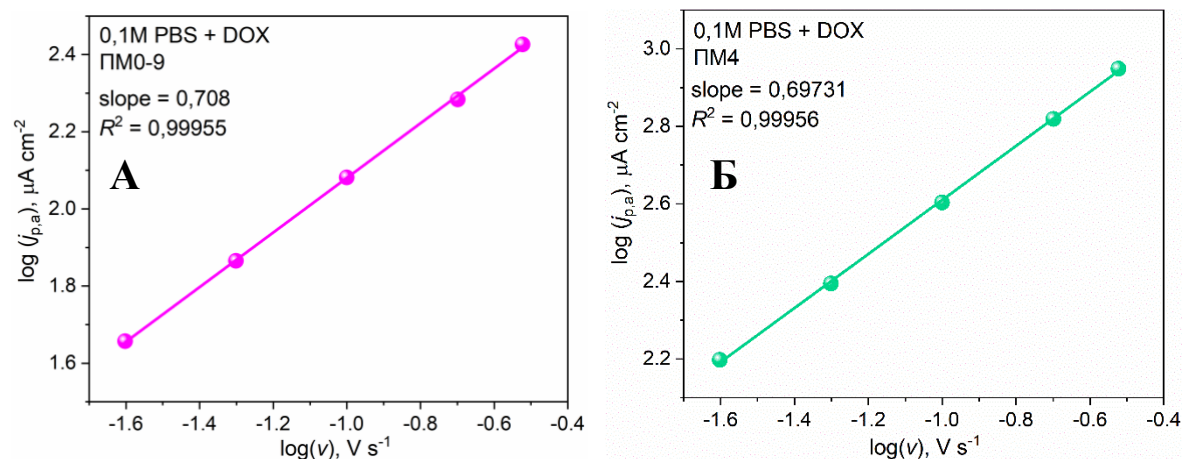 0,1M PBS + DOX
ПМ0-9
slope = 0,708
R² = 0,99955
А
log (j p,a), μA cm⁻²
2.4
2.2
2.0
1.8
1.6
-1.6 -1.4 -1.2 -1.0 -0.8 -0.6 -0.4
log(v), V s⁻¹
0,1M PBS + DOX
ПМ4
slope = 0,69731
R² = 0,99956
Б
log (j p,a), μA cm⁻²
3.0
2.8
2.6
2.4
2.2
-1.6 -1.4 -1.2 -1.0 -0.8 -0.6 -0.4
log(v), V s⁻¹